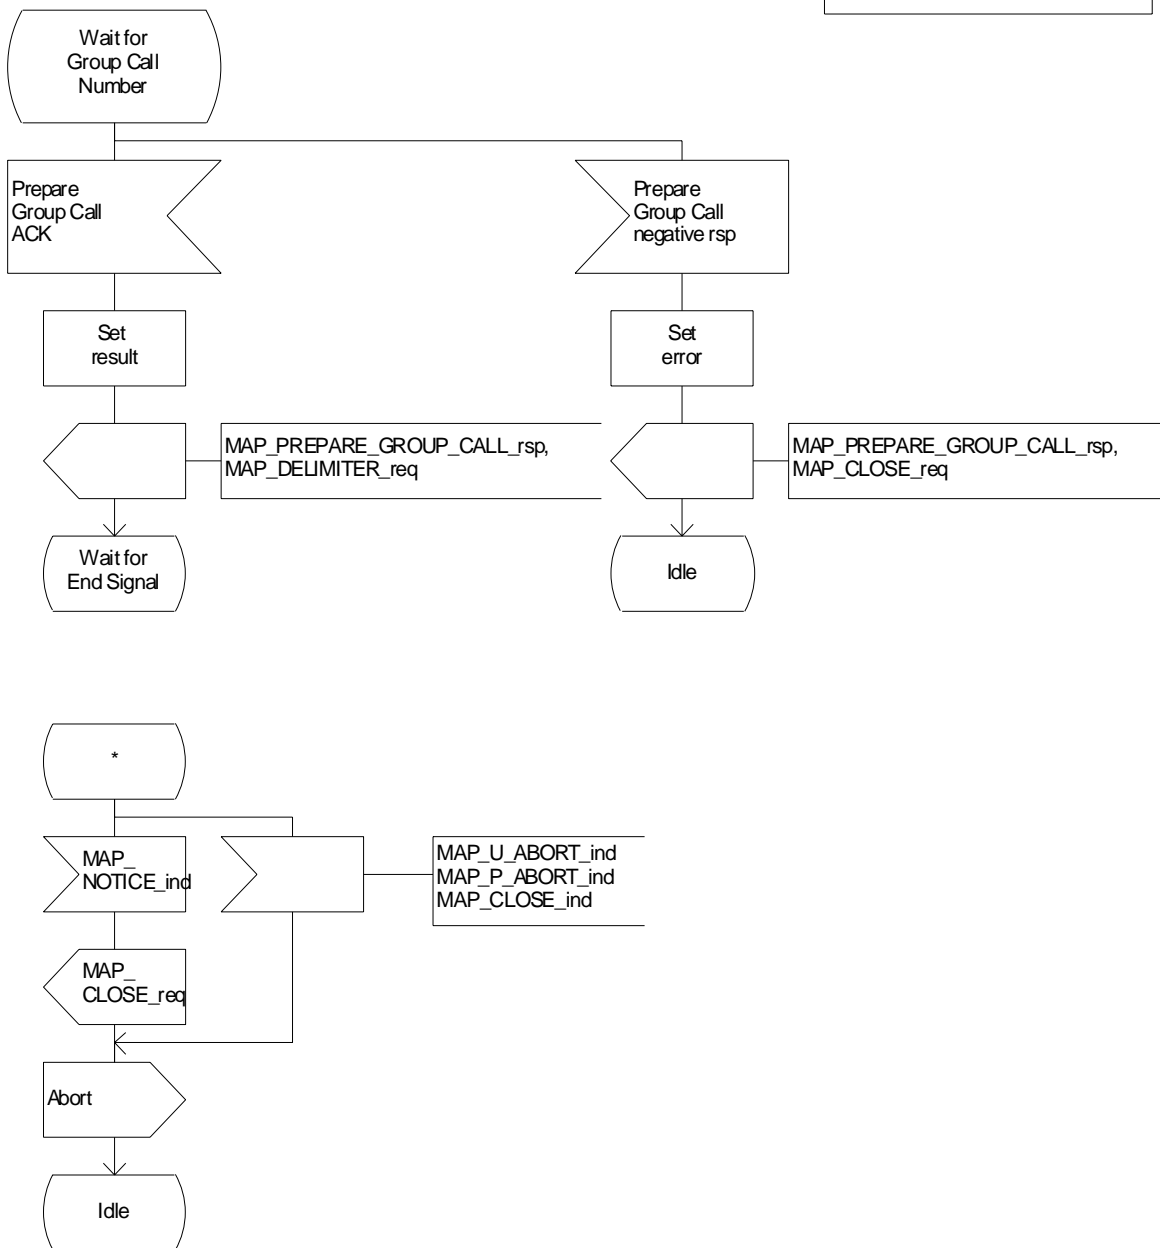 Wait for
Group Call
Number
Prepare
Group Call
ACK
Prepare
Group Call
negative rsp
Set
result
Set
error
MAP_PREPARE_GROUP_CALL_rsp,
MAP_DELIMITER_req
MAP_PREPARE_GROUP_CALL_rsp,
MAP_CLOSE_req
Wait for
End Signal
Idle
*
MAP_
NOTICE_ind
MAP_U_ABORT_ind
MAP_P_ABORT_ind
MAP_CLOSE_ind
MAP_
CLOSE_req
Abort
Idle